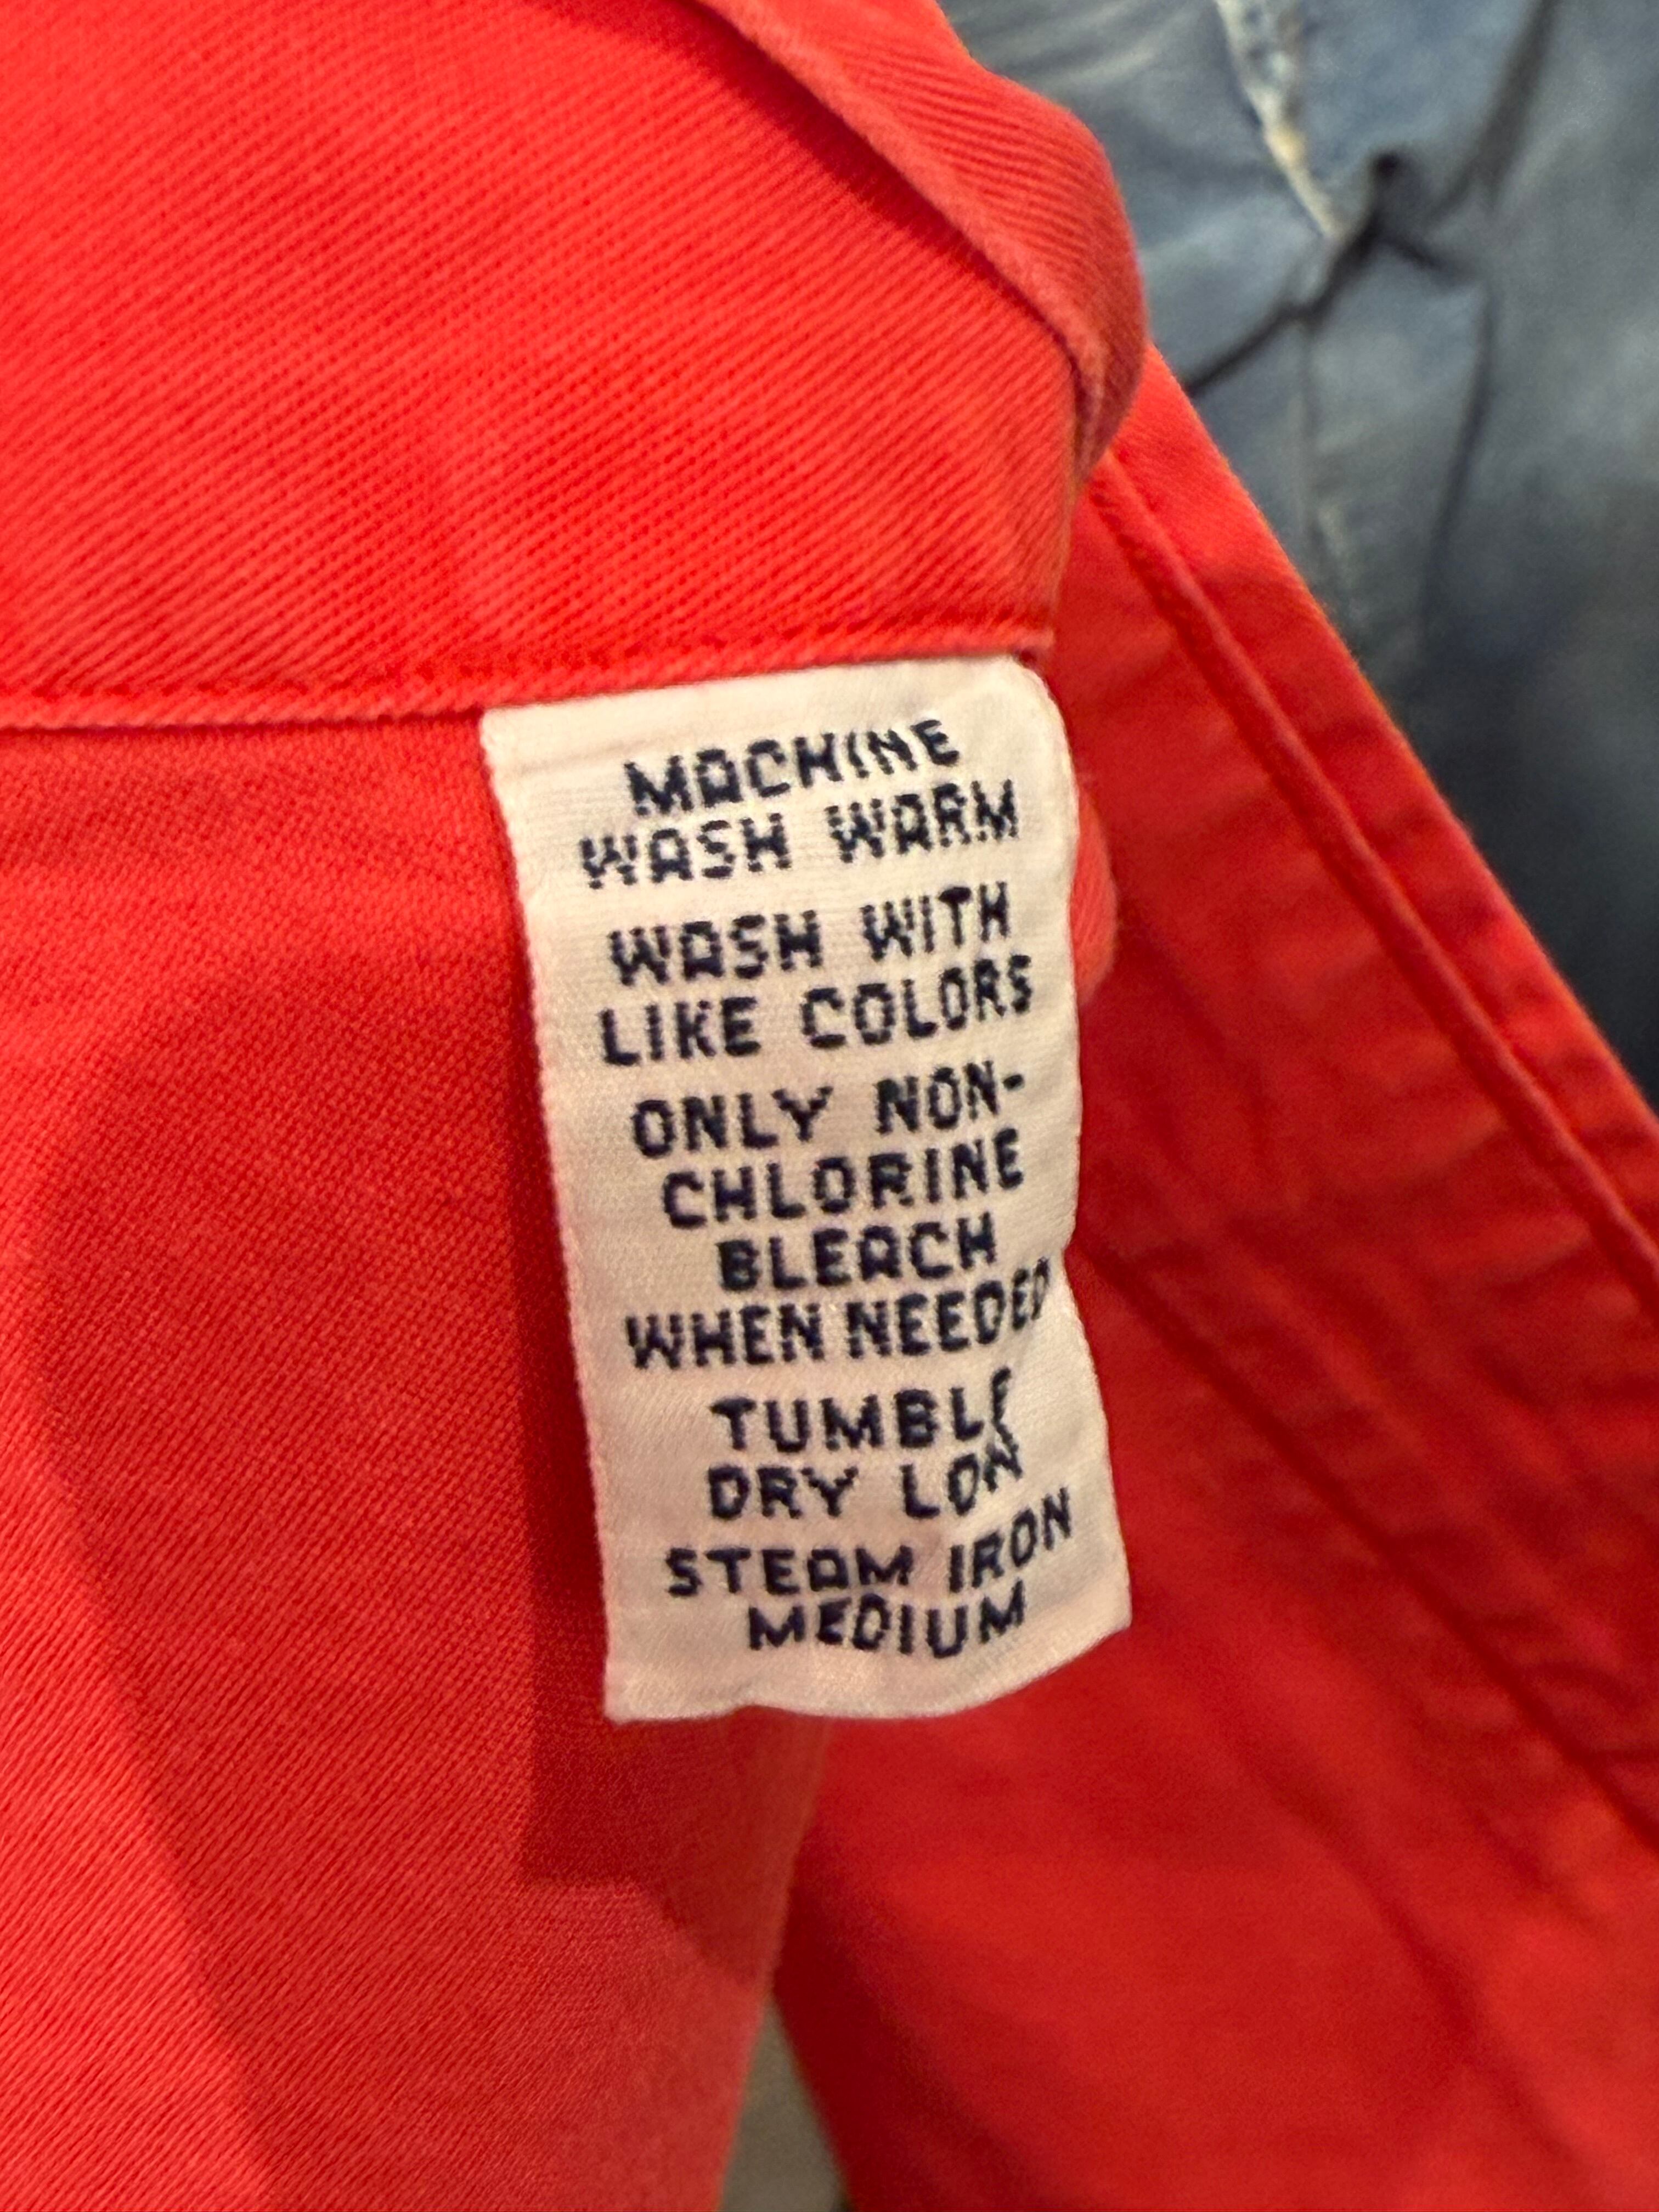 MACHINE
WASH WARM
WASH WITH
LIKE COLORS
ONLY NON-
CHLORINE
BLEACH
WHEN NEEDED
TUMBLE
DRY LOW
STEAM IRON
MEDIUM